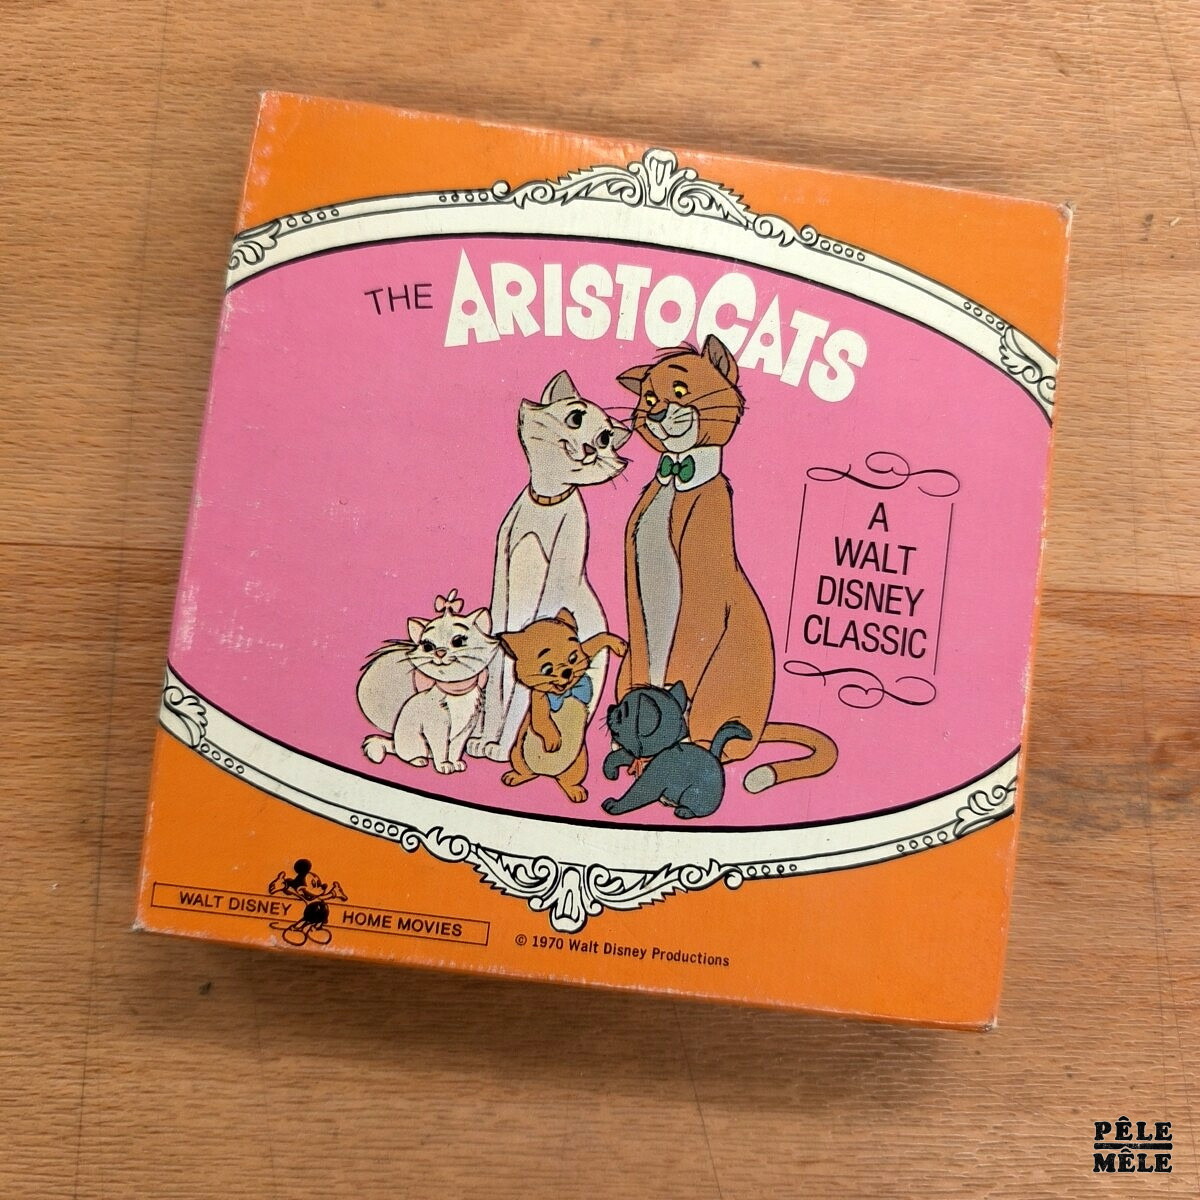 THE ARISTOCATS
A
WALT
DISNEY
CLASSIC
WALT DISNEY HOME MOVIES
© 1970 Walt Disney Productions
PÊLE
MÊLE